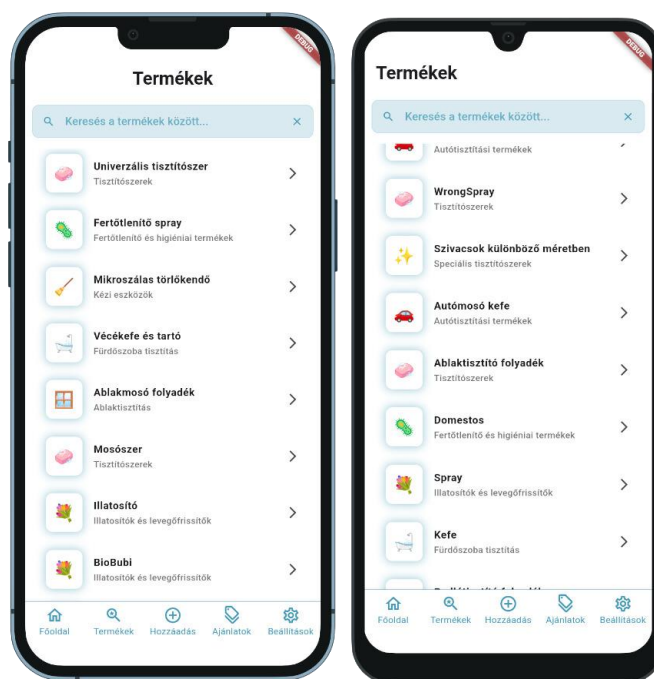 DEBUG
Termékek
Keresés a termékek között...
Univerzális tisztítószer
Tisztítószerek
Fertőtlenítő spray
Fertőtlenítő és higiéniai termékek
Mikroszálas törlőkendő
Kézi eszközök
Vécékefe és tartó
Fürdőszoba tisztítás
Ablakmosó folyadék
Ablaktisztítás
Mosószer
Tisztítószerek
Illatosító
Illatosítók és levegőfrissítők
BioBubi
Illatosítók és levegőfrissítők
Főoldal Termékek Hozzáadás Ajánlatok Beállítások
DEBUG
Termékek
Keresés a termékek között...
Autótisztítási termékek
WrongSpray
Tisztítószerek
Szivacsok különböző méretben
Speciális tisztítószerek
Autómosó kefe
Autótisztítási termékek
Ablaktisztító folyadék
Tisztítószerek
Domestos
Fertőtlenítő és higiéniai termékek
Spray
Illatosítók és levegőfrissítők
Kefe
Fürdőszoba tisztítás
Főoldal Termékek Hozzáadás Ajánlatok Beállítások